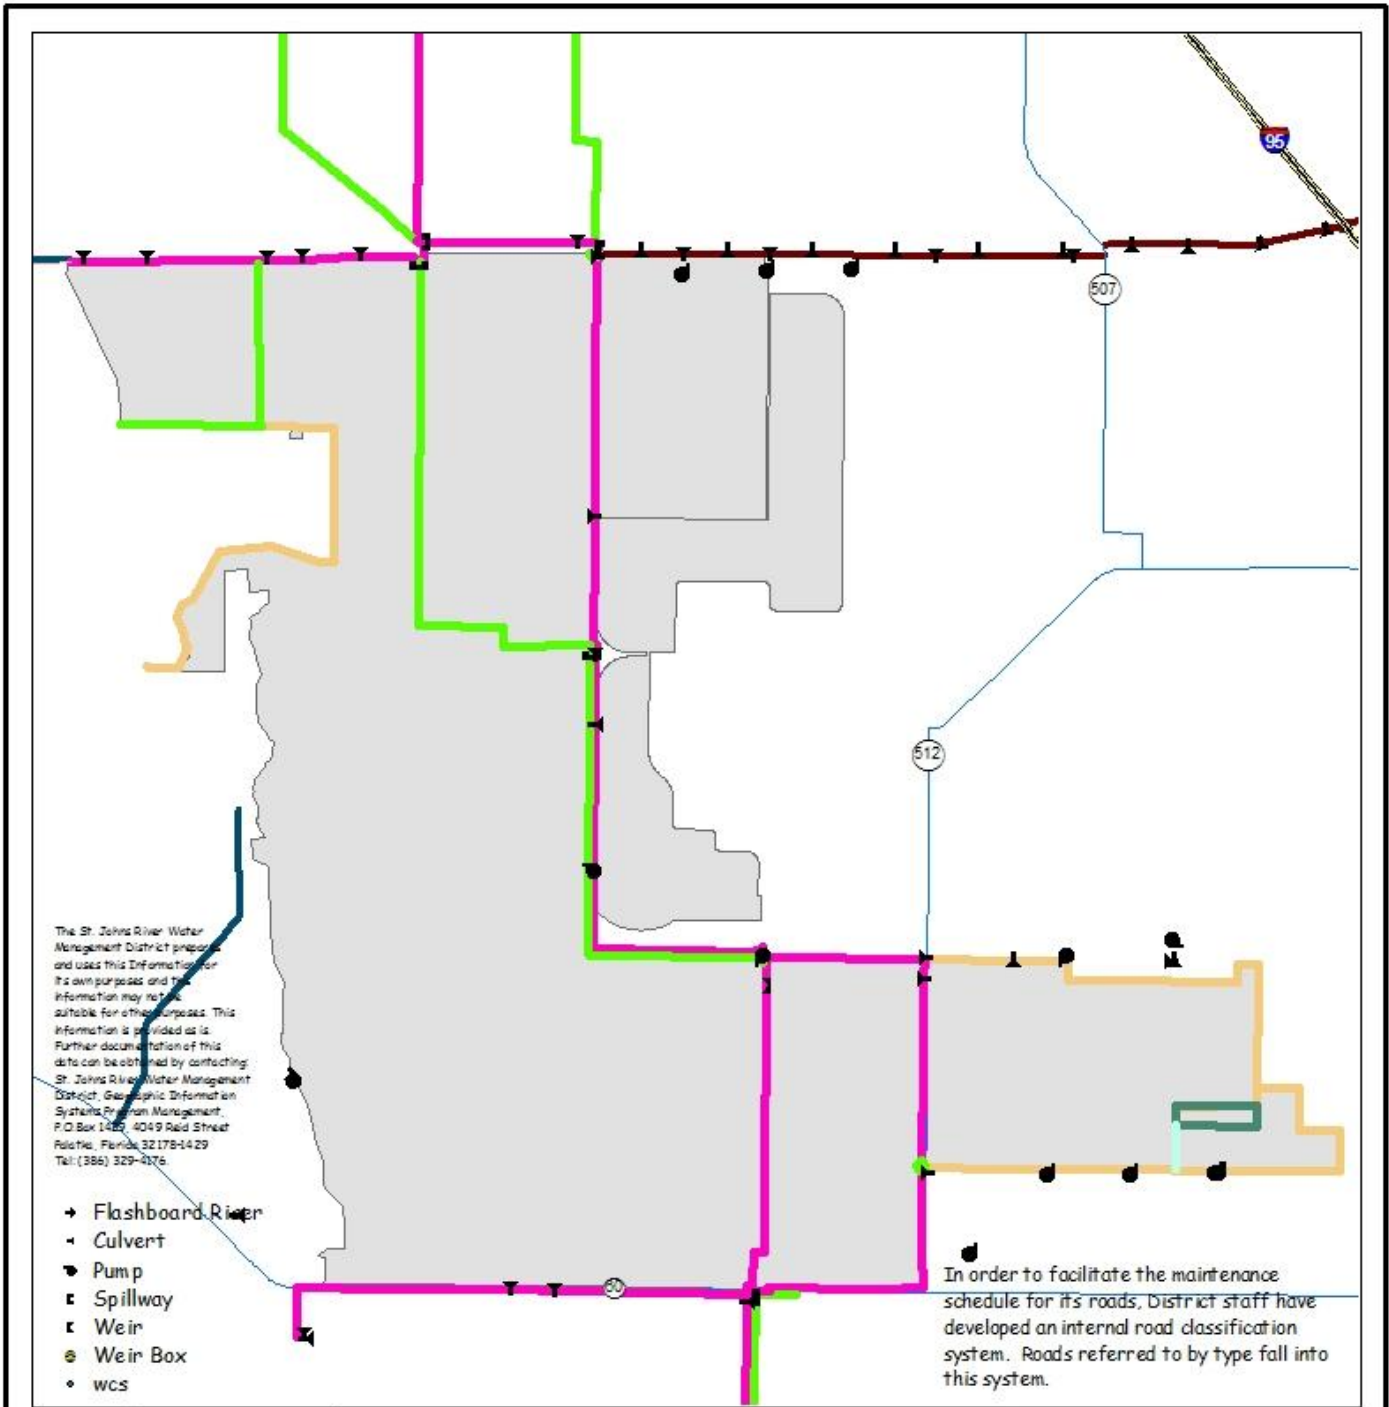 95
507
512
The St. Johns River Water
Management District prepares
and uses this Information for
its own purposes and this
information may not be
suitable for other purposes. This
information is provided as is.
Further documentation of this
data can be obtained by contacting:
St. Johns River Water Management
District, Geographic Information
Systems Program Management,
P.O.Box 1429, 4049 Reid Street
Palatka, Florida 32178-1429
Tel: (386) 329-4176.
Flashboard Riser
Culvert
Pump
Spillway
Weir
Weir Box
wcs
60
In order to facilitate the maintenance
schedule for its roads, District staff have
developed an internal road classification
system. Roads referred to by type fall into
this system.